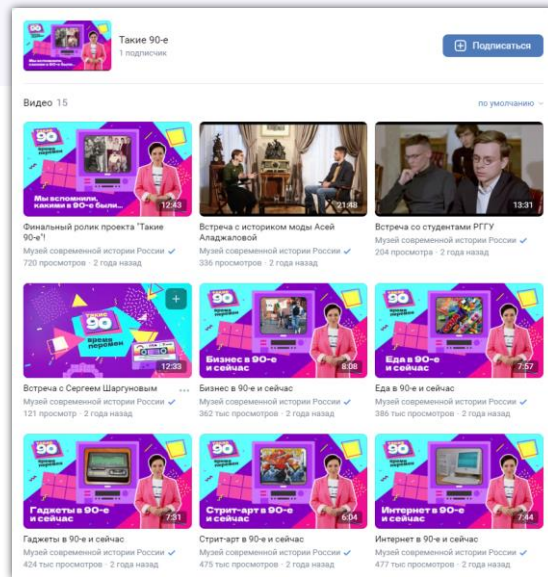 Такие 90-е
1 подписчик
Подписаться
Видео 15
по умолчанию
12:43
21:48
13:31
Мы вспомнили,
какими в 90-е были...
Финальный ролик проекта "Такие
90-е"!
Музей современной истории России
720 просмотров · 2 года назад
Встреча с историком моды Асей
Аладжаловой
Музей современной истории России
336 просмотров · 2 года назад
Встреча со студентами РГГУ
Музей современной истории России
204 просмотра · 2 года назад
ТАКИЕ
90
время
перемен
12:33
Встреча с Сергеем Шаргуновым
Музей современной истории России
121 просмотр · 2 года назад
Бизнес в 90-е
и сейчас
8:08
Бизнес в 90-е и сейчас
Музей современной истории России
362 тыс просмотров · 2 года назад
Еда в 90-е
и сейчас
7:57
Еда в 90-е и сейчас
Музей современной истории России
386 тыс просмотров · 2 года назад
Гаджеты в 90-е
и сейчас
7:31
Гаджеты в 90-е и сейчас
Музей современной истории России
424 тыс просмотров · 2 года назад
Стрит-арт в 90-е
и сейчас
6:04
Стрит-арт в 90-е и сейчас
Музей современной истории России
475 тыс просмотров · 2 года назад
Интернет в 90-е
и сейчас
7:44
Интернет в 90-е и сейчас
Музей современной истории России
477 тыс просмотров · 2 года назад